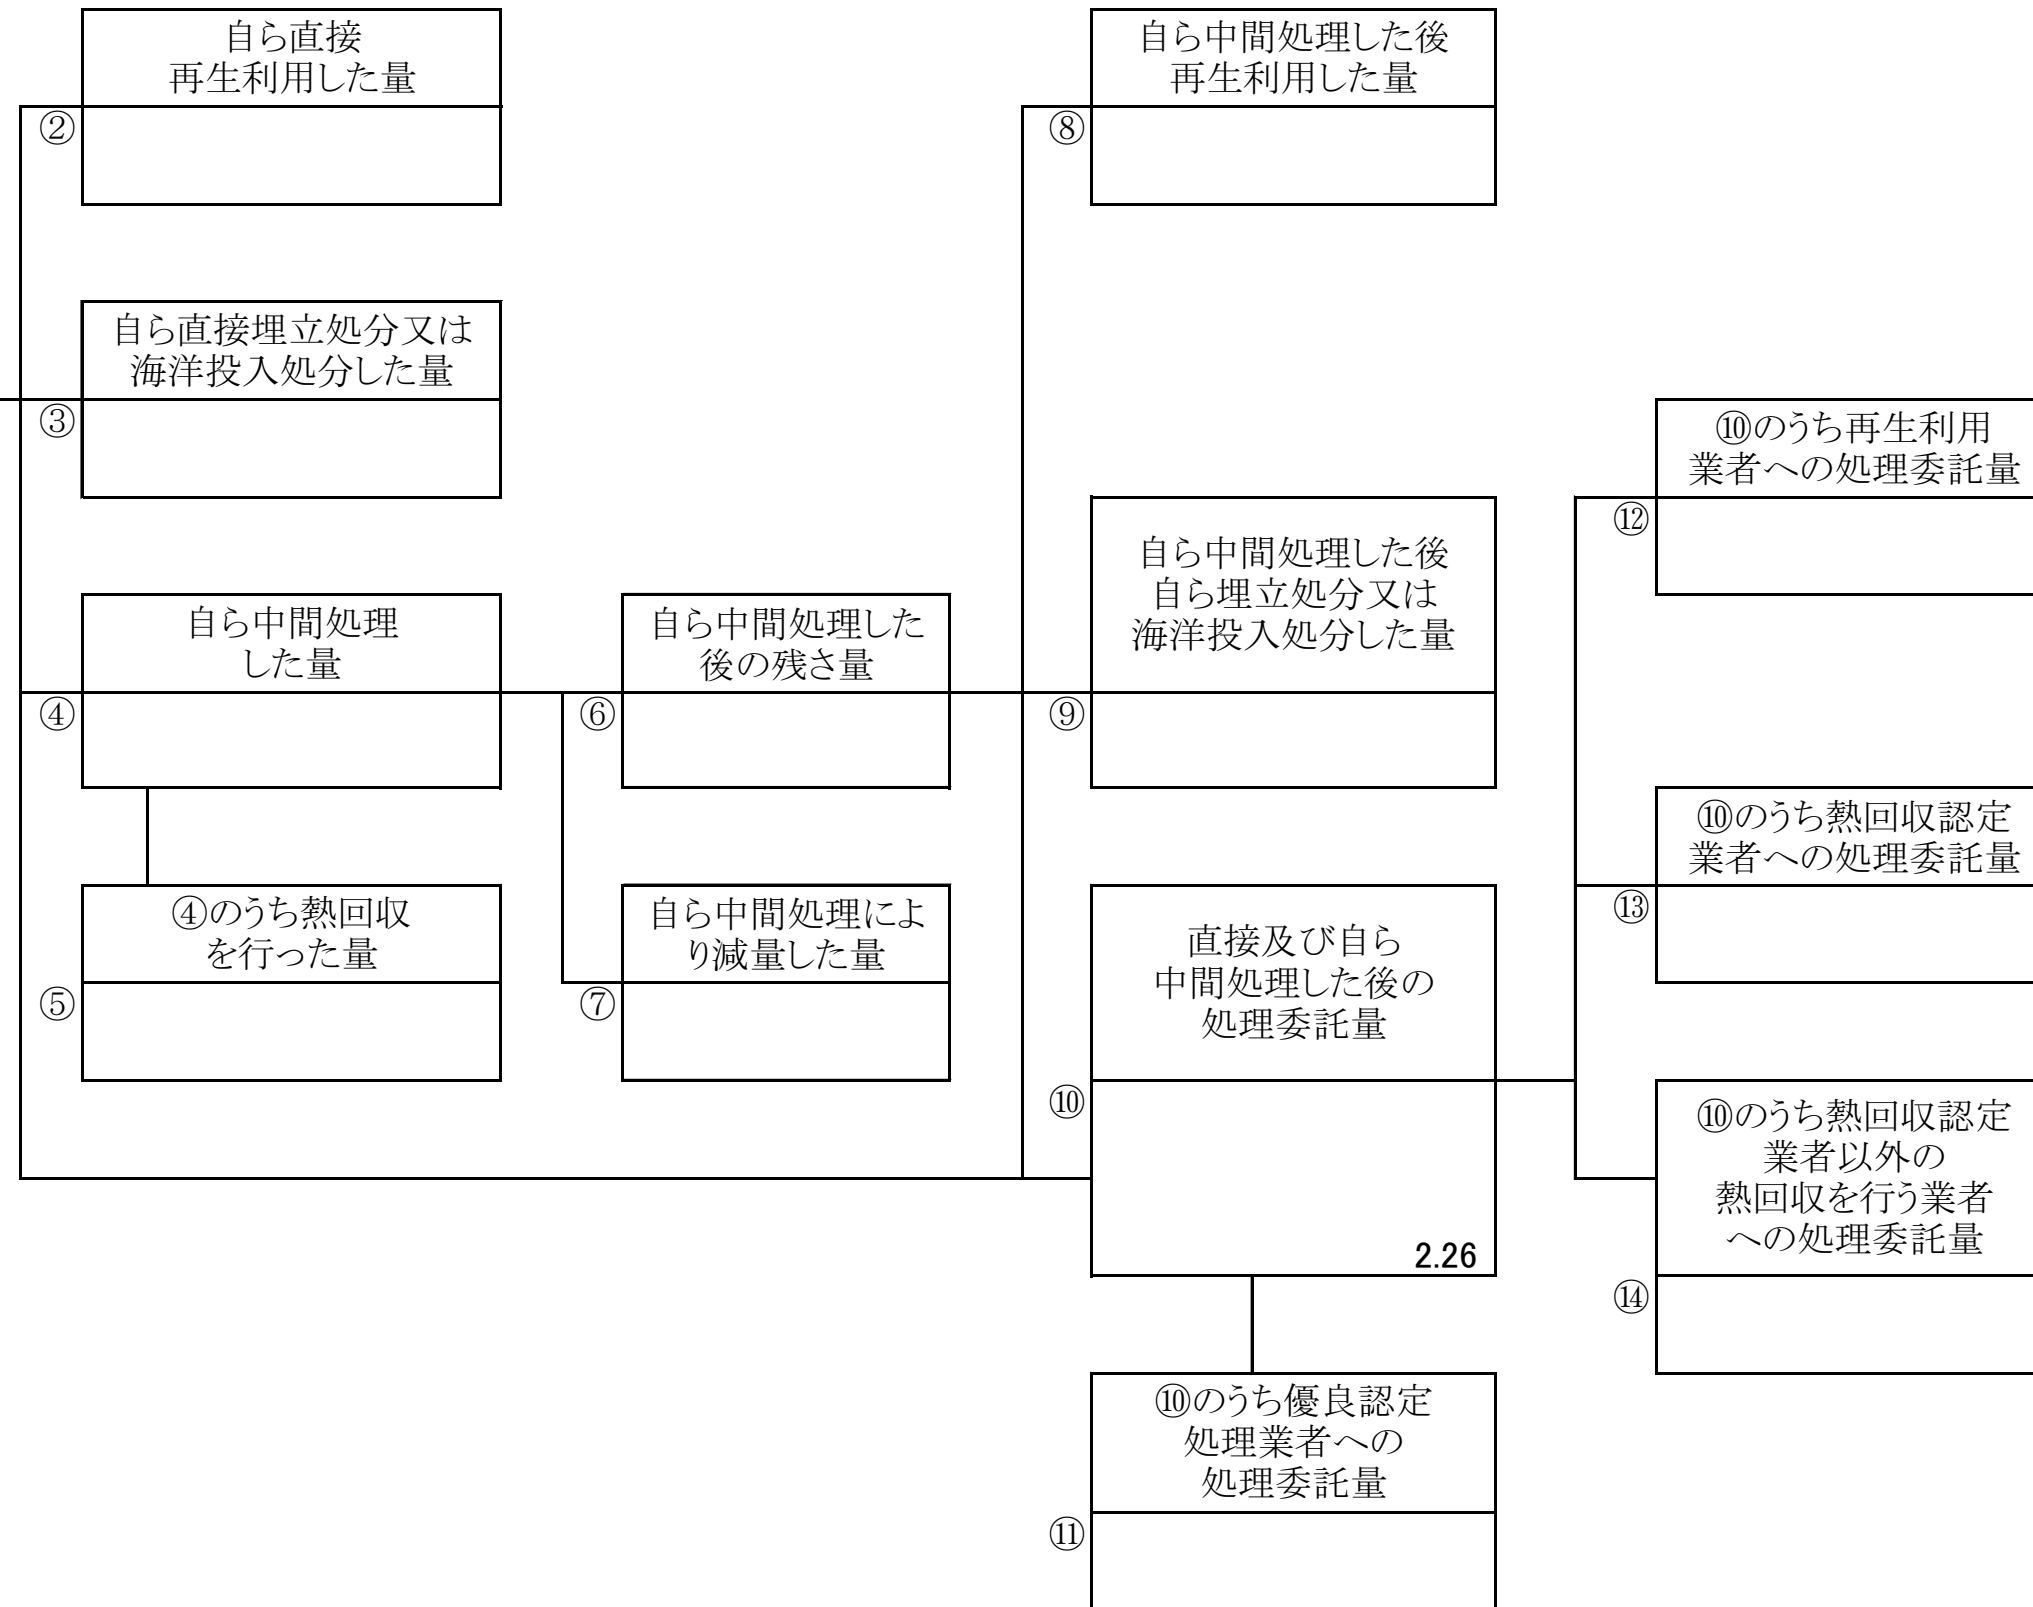 自ら直接
再生利用した量
②
自ら直接埋立処分又は
海洋投入処分した量
③
自ら中間処理
した量
④
④のうち熱回収
を行った量
⑤
自ら中間処理した
後の残さ量
⑥
自ら中間処理によ
り減量した量
⑦
自ら中間処理した後
再生利用した量
⑧
自ら中間処理した後
自ら埋立処分又は
海洋投入処分した量
⑨
直接及び自ら
中間処理した後の
処理委託量
⑩
2.26
⑩のうち優良認定
処理業者への
処理委託量
⑪
⑩のうち再生利用
業者への処理委託量
⑫
⑩のうち熱回収認定
業者への処理委託量
⑬
⑩のうち熱回収認定
業者以外の
熱回収を行う業者
への処理委託量
⑭